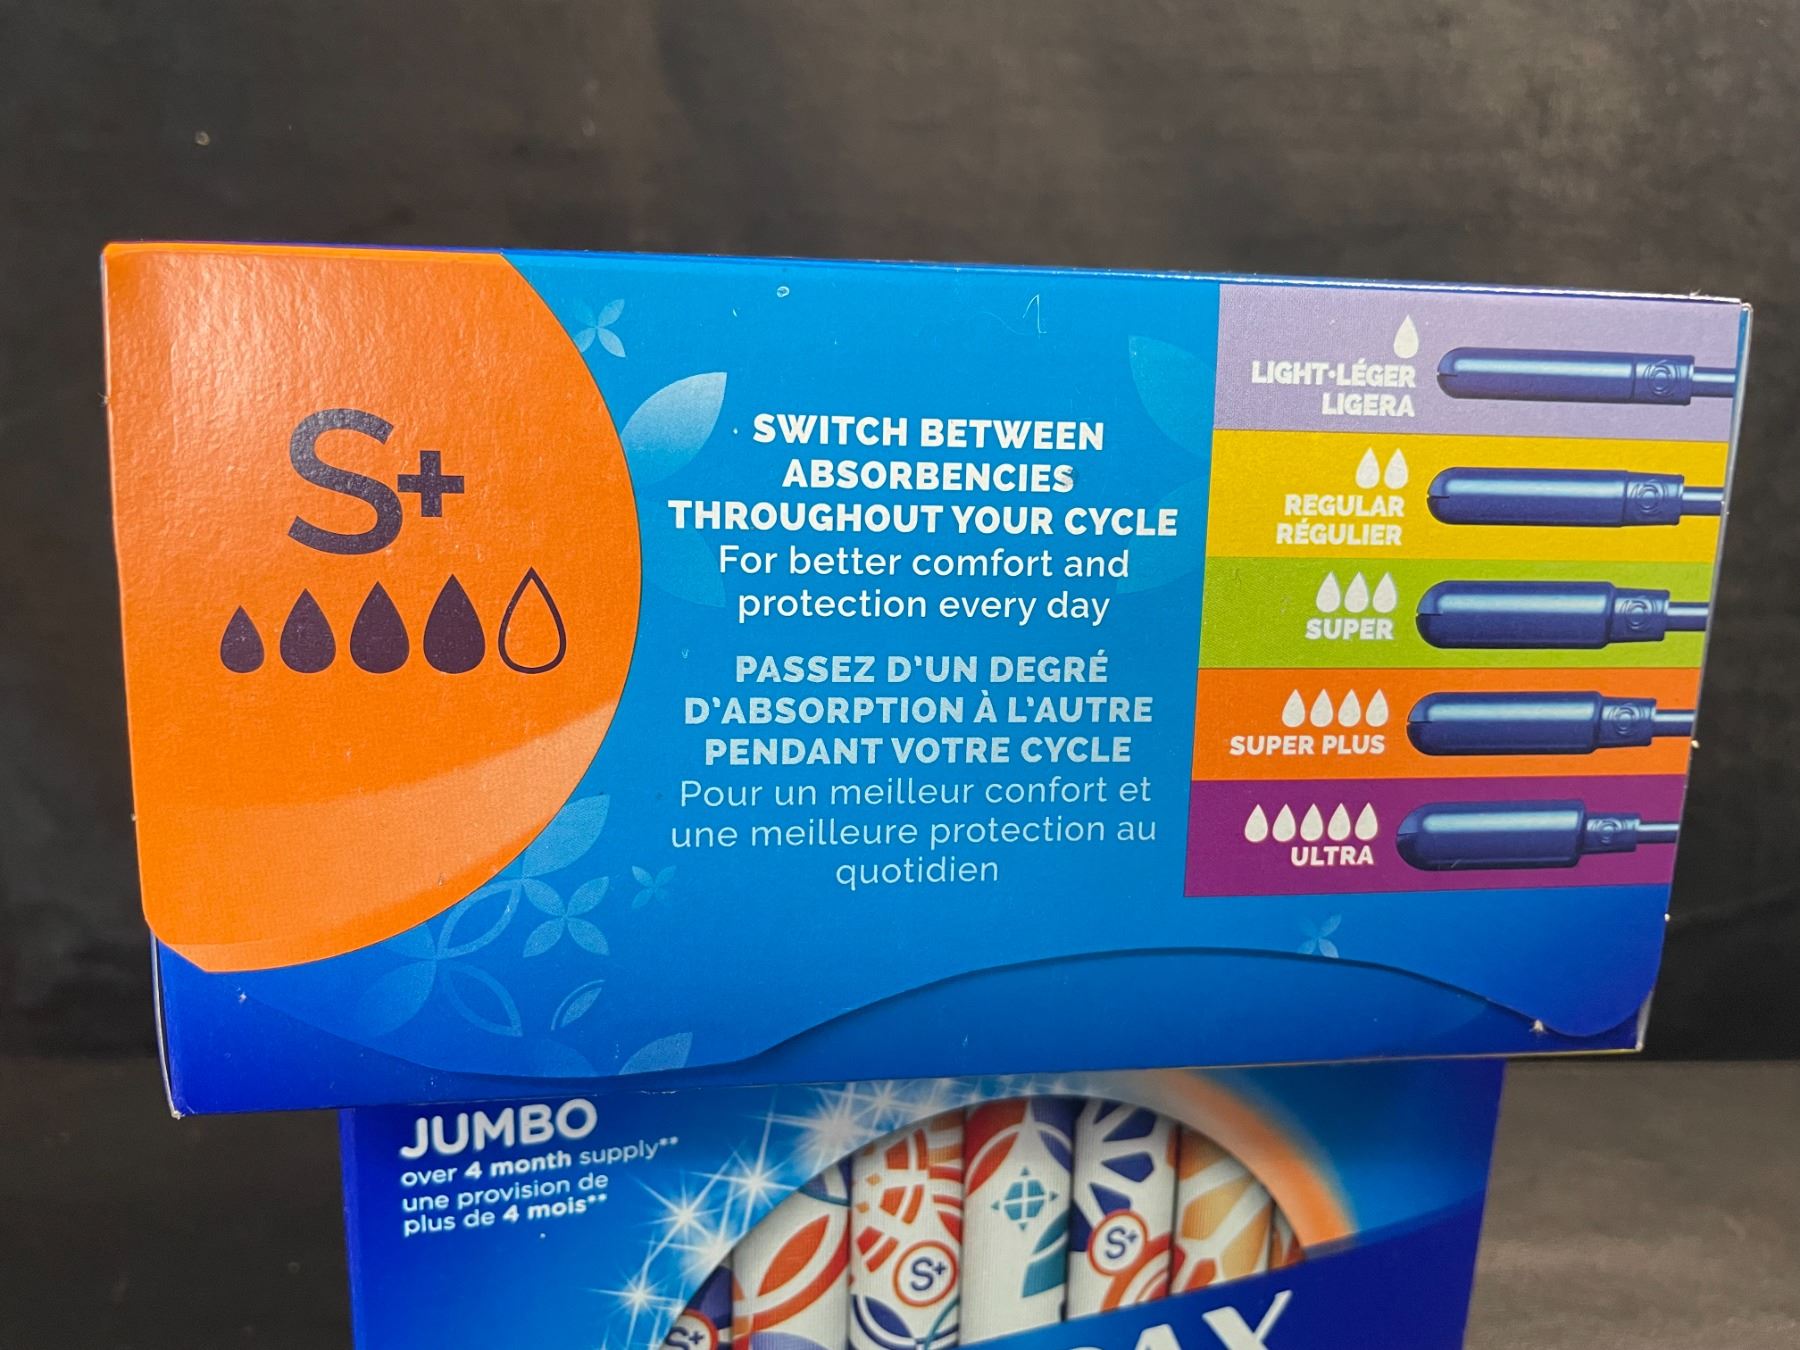 S+
SWITCH BETWEEN
ABSORBENCIES
THROUGHOUT YOUR CYCLE
For better comfort and
protection every day
PASSEZ D'UN DEGRÉ
D'ABSORPTION À L'AUTRE
PENDANT VOTRE CYCLE
Pour un meilleur confort et
une meilleure protection au
quotidien
LIGHT•LÉGER
LIGERA
REGULAR
RÉGULIER
SUPER
SUPER PLUS
ULTRA
JUMBO
over 4 month supply**
une provision de
plus de 4 mois**
S+
S+
S+